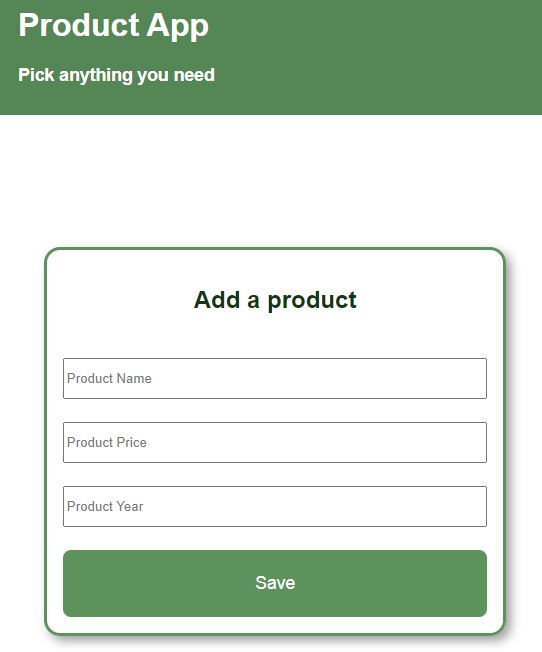 Product App
Pick anything you need
Add a product
Product Name
Product Price
Product Year
Save